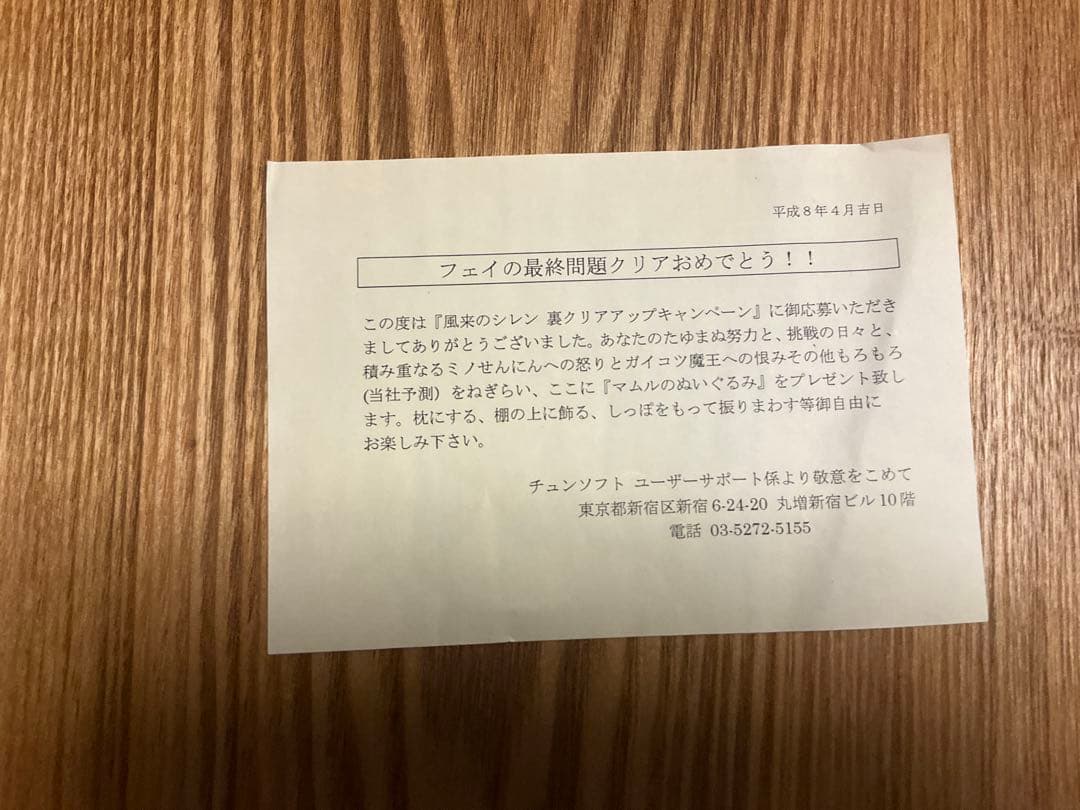 平成8年4月吉日
フェイの最終問題クリアおめでとう！！
この度は『風来のシレン 裏クリアアップキャンペーン』に御応募いただき
ましてありがとうございました。あなたのたゆまぬ努力と、挑戦の日々と、
積み重なるミノせんにんへの怒りとガイコツ魔王への恨みその他もろもろ
(当社予測) をねぎらい、ここに『マムルのぬいぐるみ』をプレゼント致し
ます。枕にする、棚の上に飾る、しっぽをもって振りまわす等御自由に
お楽しみ下さい。
チュンソフト ユーザーサポート係より敬意をこめて
東京都新宿区新宿 6-24-20 丸増新宿ビル 10 階
電話 03-5272-5155